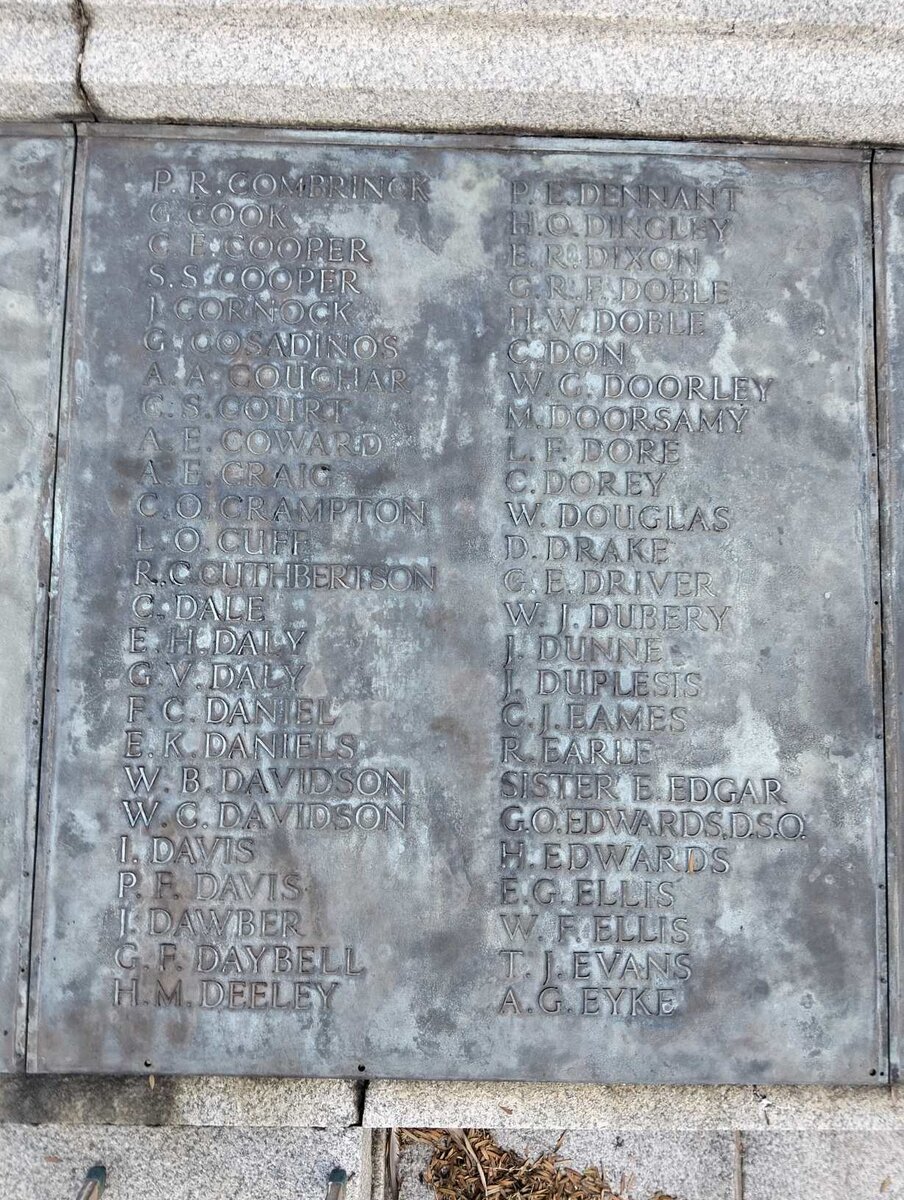 P. R. COMBRINCK
G. COOK
C. E. COOPER
S. S. COOPER
J. CORNOCK
G. COSADINOS
A. A. COUCHAR
C. S. COURT
A. E. COWARD
A. E. CRAIG
C. O. CRAMPTON
L. O. CUFF
R. C. CUTHBERTSON
C. DALE
E. H. DALY
G. V. DALY
F. C. DANIEL
E. K. DANIELS
W. B. DAVIDSON
W. C. DAVIDSON
I. DAVIS
P. F. DAVIS
J. DAWBER
G. F. DAYBELL
H. M. DEELEY
P. E. DENNANT
H. O. DINGLEY
E. R. DIXON
G. R. F. DOBLE
H. W. DOBLE
C. DON
W. G. DOORLEY
M. DOORSAMY
L. F. DORE
C. DOREY
W. DOUGLAS
D. DRAKE
G. E. DRIVER
W. J. DUBERY
J. DUNNE
J. DUPLESIS
C. J. EAMES
R. EARLE
SISTER E. EDGAR
G. O. EDWARDS, D.S.O.
H. EDWARDS
E. G. ELLIS
W. F. ELLIS
T. J. EVANS
A. G. EYKE